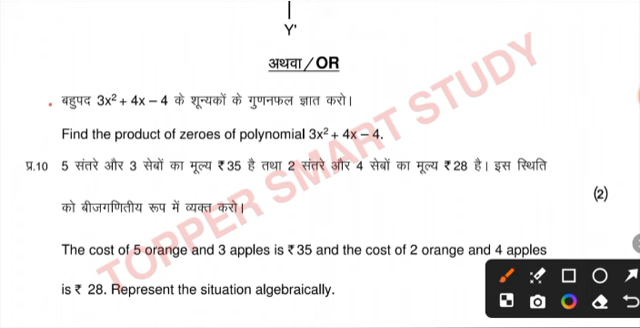 Y'
अथवा/OR
बहुपद 3x² + 4x – 4 के शून्यकों के गुणनफल ज्ञात करो।
Find the product of zeroes of polynomial 3x² + 4x – 4.
प्र.10 5 संतरे और 3 सेबों का मूल्य ₹35 है तथा 2 संतरे और 4 सेबों का मूल्य ₹28 है। इस स्थिति
को बीजगणितीय रूप में व्यक्त करो।
(2)
The cost of 5 orange and 3 apples is ₹35 and the cost of 2 orange and 4 apples
is ₹ 28. Represent the situation algebraically.
TOPPER SMART STUDY